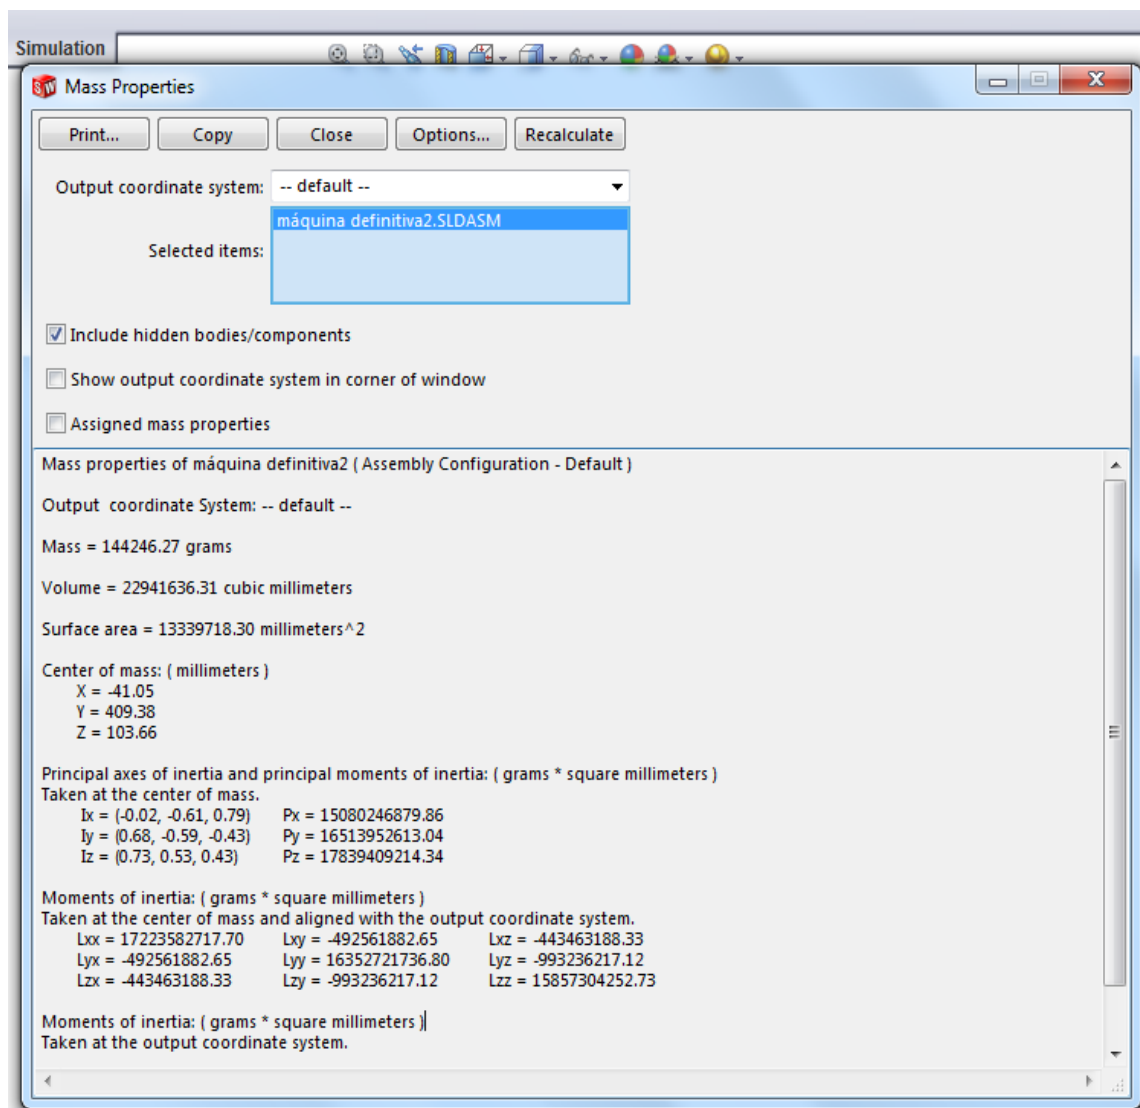 Simulation
Mass Properties
Print... Copy Close Options... Recalculate
Output coordinate system: -- default --
máquina definitiva2.SLDASM
Selected items:
Include hidden bodies/components
Show output coordinate system in corner of window
Assigned mass properties
Mass properties of máquina definitiva2 ( Assembly Configuration - Default )
Output coordinate System: -- default --
Mass = 144246.27 grams
Volume = 22941636.31 cubic millimeters
Surface area = 13339718.30 millimeters^2
Center of mass: ( millimeters )
X = -41.05
Y = 409.38
Z = 103.66
Principal axes of inertia and principal moments of inertia: ( grams * square millimeters )
Taken at the center of mass.
Ix = (-0.02, -0.61, 0.79) Px = 15080246879.86
Iy = (0.68, -0.59, -0.43) Py = 16513952613.04
Iz = (0.73, 0.53, 0.43) Pz = 17839409214.34
Moments of inertia: ( grams * square millimeters )
Taken at the center of mass and aligned with the output coordinate system.
Lxx = 17223582717.70 Lxy = -492561882.65 Lxz = -443463188.33
Lyx = -492561882.65 Lyy = 16352721736.80 Lyz = -993236217.12
Lzx = -443463188.33 Lzy = -993236217.12 Lzz = 15857304252.73
Moments of inertia: ( grams * square millimeters )
Taken at the output coordinate system.